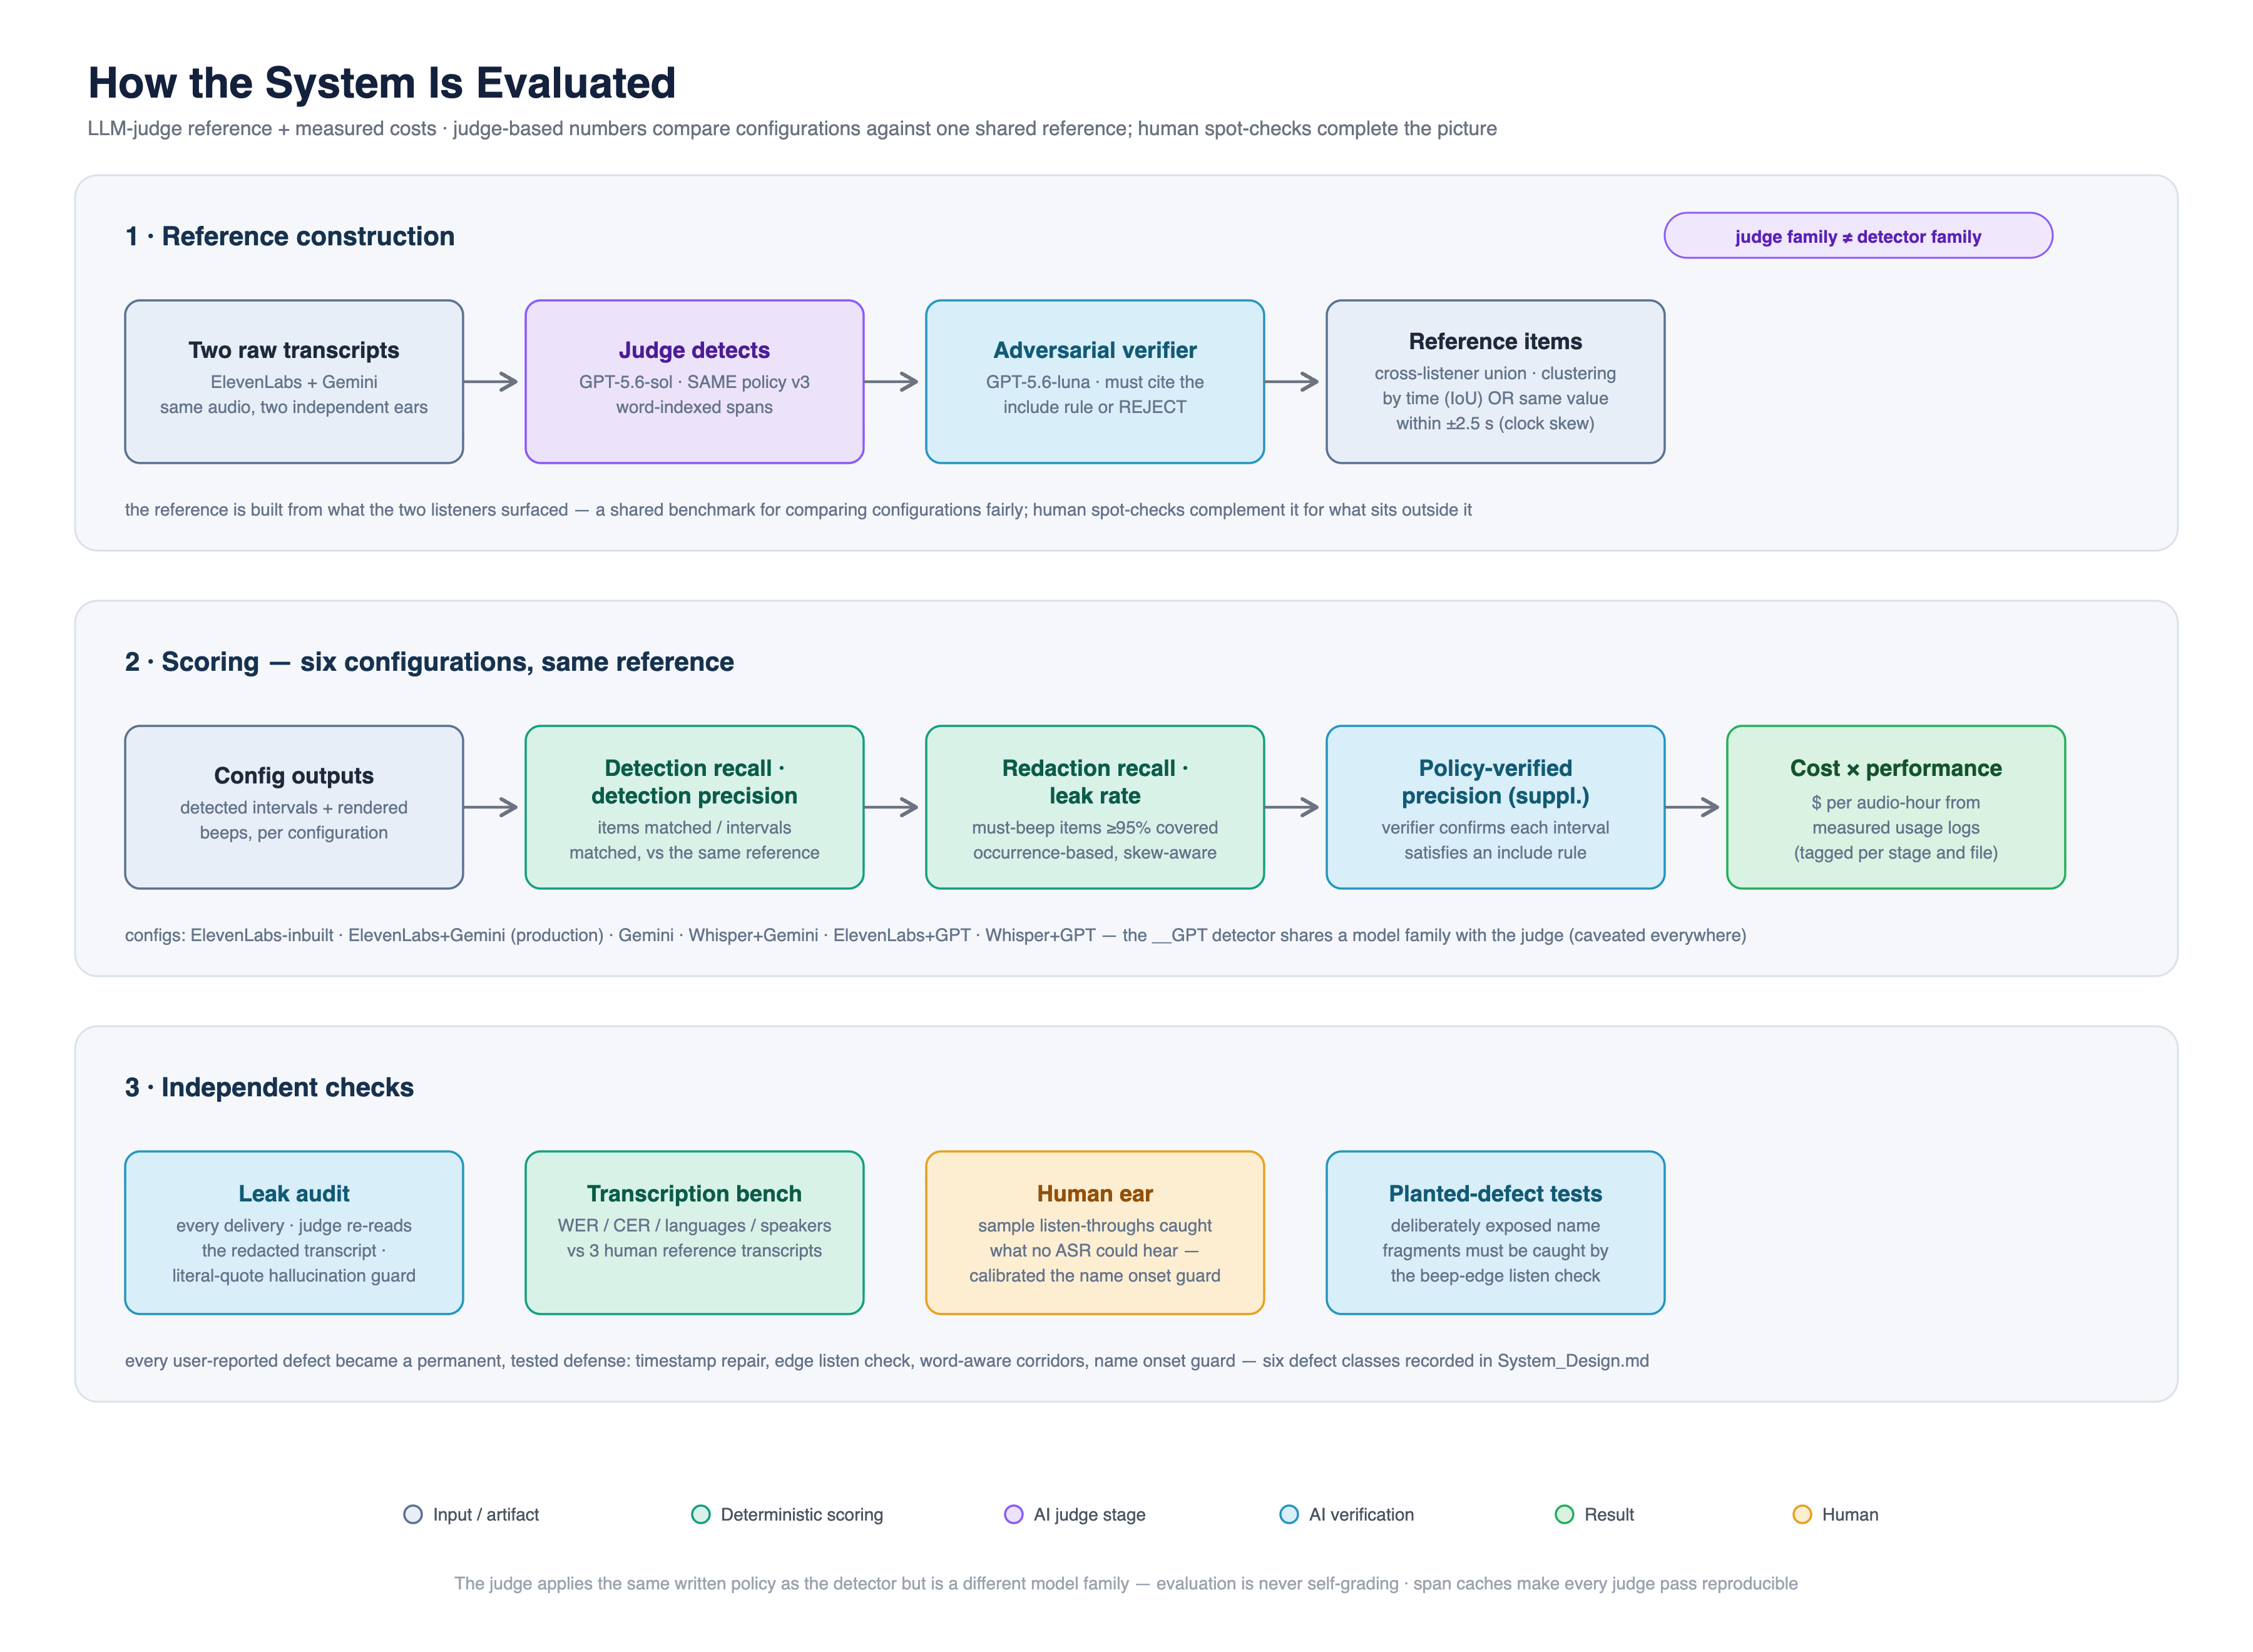 How the System Is Evaluated
LLM-judge reference + measured costs · judge-based numbers compare configurations against one shared reference; human spot-checks complete the picture
1 · Reference construction
judge family ≠ detector family
Two raw transcripts
ElevenLabs + Gemini
same audio, two independent ears
Judge detects
GPT-5.6-sol · SAME policy v3
word-indexed spans
Adversarial verifier
GPT-5.6-luna · must cite the
include rule or REJECT
Reference items
cross-listener union · clustering
by time (IoU) OR same value
within ±2.5 s (clock skew)
the reference is built from what the two listeners surfaced — a shared benchmark for comparing configurations fairly; human spot-checks complement it for what sits outside it
2 · Scoring — six configurations, same reference
Config outputs
detected intervals + rendered
beeps, per configuration
Detection recall ·
detection precision
items matched / intervals
matched, vs the same reference
Redaction recall ·
leak rate
must-beep items ≥95% covered
occurrence-based, skew-aware
Policy-verified
precision (suppl.)
verifier confirms each interval
satisfies an include rule
Cost × performance
$ per audio-hour from
measured usage logs
(tagged per stage and file)
configs: ElevenLabs-inbuilt · ElevenLabs+Gemini (production) · Gemini · Whisper+Gemini · ElevenLabs+GPT · Whisper+GPT — the __GPT detector shares a model family with the judge (caveated everywhere)
3 · Independent checks
Leak audit
every delivery · judge re-reads
the redacted transcript ·
literal-quote hallucination guard
Transcription bench
WER / CER / languages / speakers
vs 3 human reference transcripts
Human ear
sample listen-throughs caught
what no ASR could hear —
calibrated the name onset guard
Planted-defect tests
deliberately exposed name
fragments must be caught by
the beep-edge listen check
every user-reported defect became a permanent, tested defense: timestamp repair, edge listen check, word-aware corridors, name onset guard — six defect classes recorded in System_Design.md
Input / artifact
Deterministic scoring
AI judge stage
AI verification
Result
Human
The judge applies the same written policy as the detector but is a different model family — evaluation is never self-grading · span caches make every judge pass reproducible